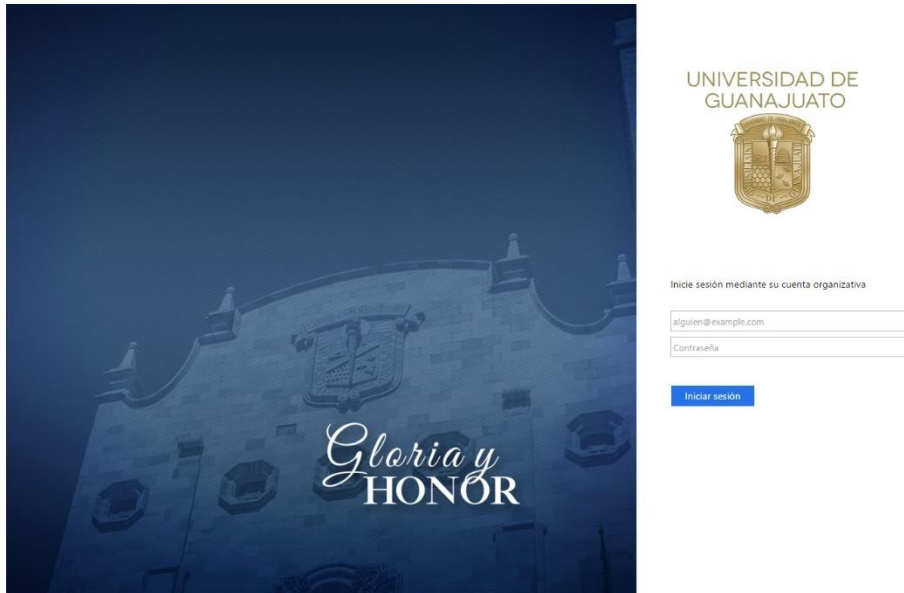 Gloria y
HONOR
UNIVERSIDAD DE
GUANAJUATO
Inicie sesión mediante su cuenta organizativa
alguien@example.com
Contraseña
Iniciar sesión